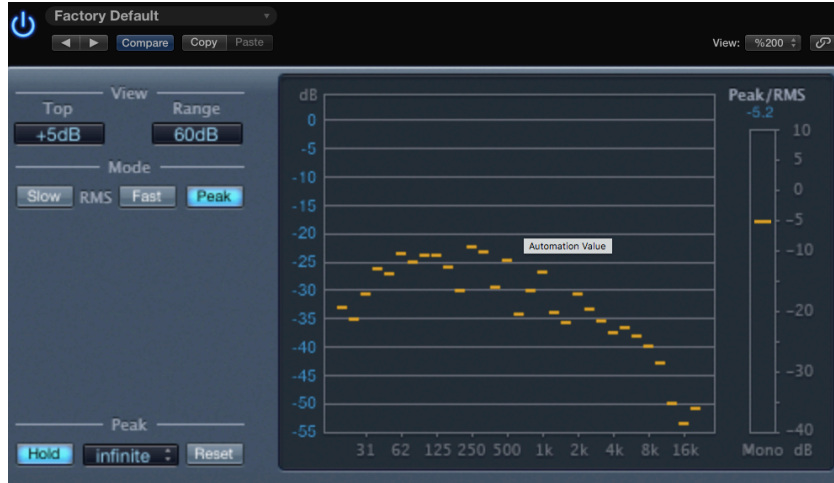 Factory Default
Compare Copy Paste
View: %200
View
Top Range
+5dB 60dB
Mode
Slow RMS Fast Peak
Peak
Hold infinite Reset
dB
0
-5
-10
-15
-20
-25
-30
-35
-40
-45
-50
-55
Automation Value
31 62 125 250 500 1k 2k 4k 8k 16k
Peak/RMS
-5.2
10
5
0
-5
-10
-20
-30
-40
Mono dB